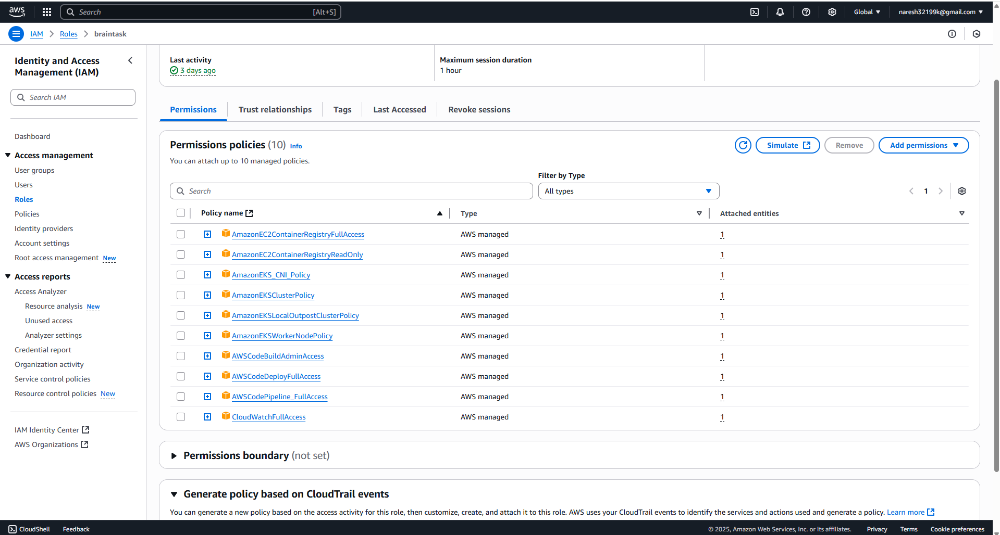 aws
Search [Alt+S]
Global
naresh32199k@gmail.com
IAM
Roles
braintask
Identity and Access Management (IAM)
Search IAM
Dashboard
Access management
User groups
Users
Roles
Policies
Identity providers
Account settings
Root access management New
Access reports
Access Analyzer
Resource analysis New
Unused access
Analyzer settings
Credential report
Organization activity
Service control policies
Resource control policies New
IAM Identity Center
AWS Organizations
Last activity
3 days ago
Maximum session duration
1 hour
Permissions
Trust relationships
Tags
Last Accessed
Revoke sessions
Permissions policies (10) Info
You can attach up to 10 managed policies.
Simulate
Remove
Add permissions
Filter by Type
Search
All types
1
Policy name Type Attached entities
AmazonEC2ContainerRegistryFullAccess AWS managed 1
AmazonEC2ContainerRegistryReadOnly AWS managed 1
AmazonEKS_CNI_Policy AWS managed 1
AmazonEKSClusterPolicy AWS managed 1
AmazonEKSLocalOutpostClusterPolicy AWS managed 1
AmazonEKSWorkerNodePolicy AWS managed 1
AWSCodeBuildAdminAccess AWS managed 1
AWSCodeDeployFullAccess AWS managed 1
AWSCodePipeline_FullAccess AWS managed 1
CloudWatchFullAccess AWS managed 1
Permissions boundary (not set)
Generate policy based on CloudTrail events
You can generate a new policy based on the access activity for this role, then customize, create, and attach it to this role. AWS uses your CloudTrail events to identify the services and actions used and generate a policy. Learn more
CloudShell
Feedback
© 2025, Amazon Web Services, Inc. or its affiliates.
Privacy
Terms
Cookie preferences